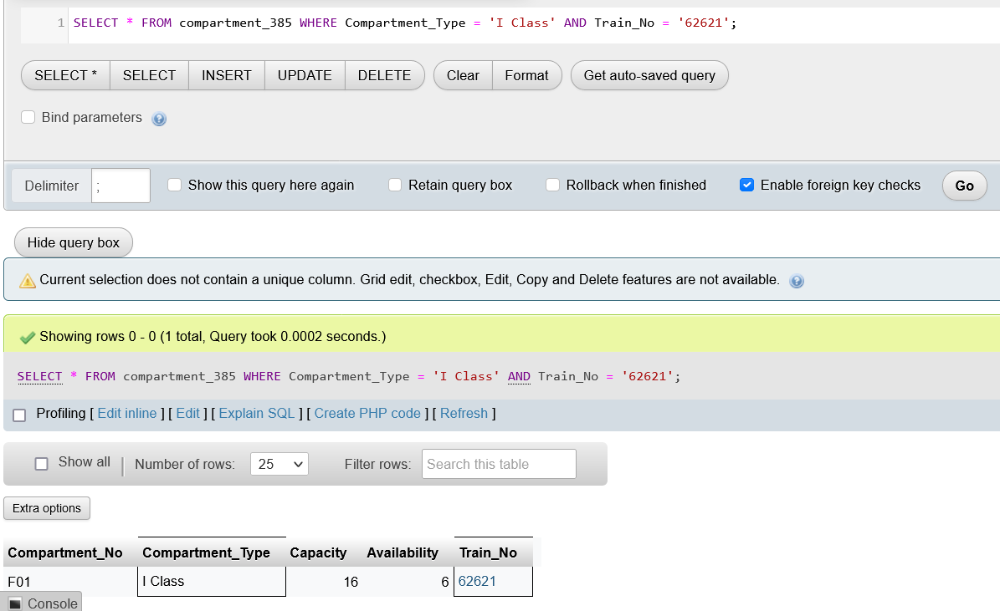 1 SELECT * FROM compartment_385 WHERE Compartment_Type = 'I Class' AND Train_No = '62621';
SELECT * SELECT INSERT UPDATE DELETE Clear Format Get auto-saved query
Bind parameters
Delimiter ; Show this query here again Retain query box Rollback when finished Enable foreign key checks Go
Hide query box
Current selection does not contain a unique column. Grid edit, checkbox, Edit, Copy and Delete features are not available.
Showing rows 0 - 0 (1 total, Query took 0.0002 seconds.)
SELECT * FROM compartment_385 WHERE Compartment_Type = 'I Class' AND Train_No = '62621';
Profiling [ Edit inline ] [ Edit ] [ Explain SQL ] [ Create PHP code ] [ Refresh ]
Show all Number of rows: 25 Filter rows: Search this table
Extra options
Compartment_No Compartment_Type Capacity Availability Train_No
F01 I Class 16 6 62621
Console